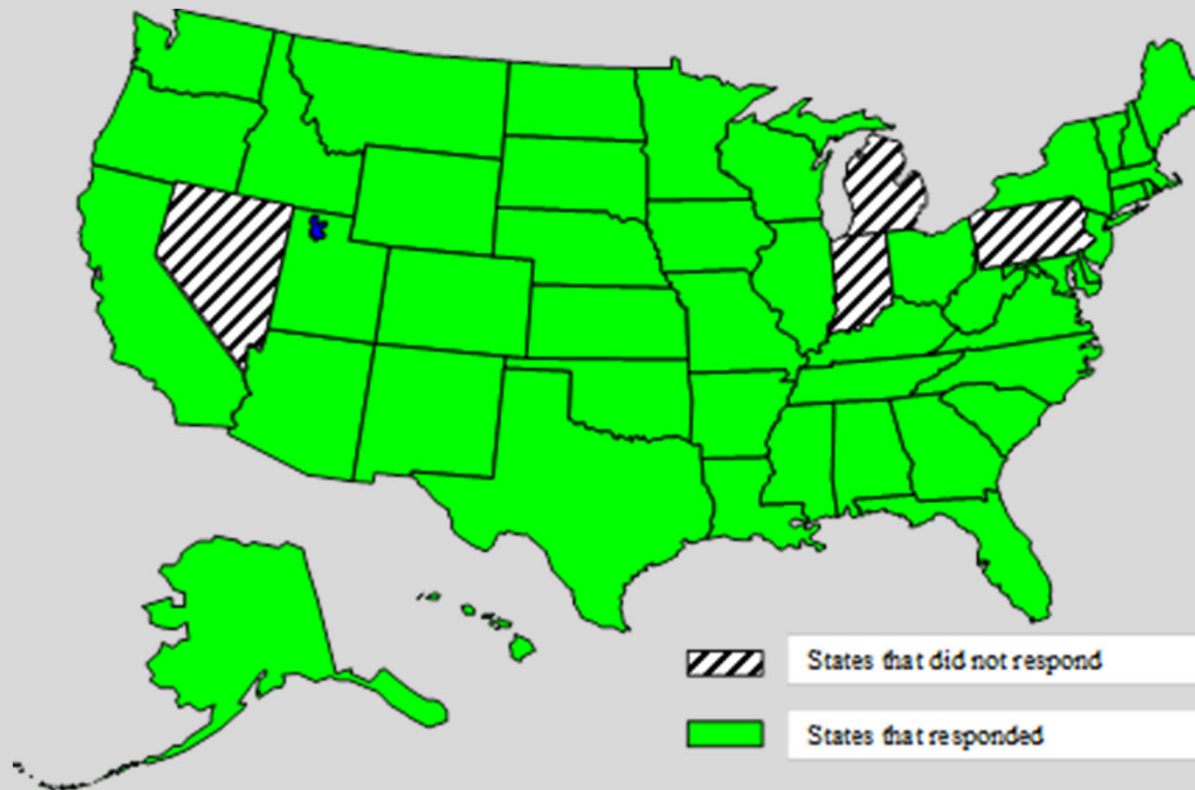 States that did not respond
States that responded